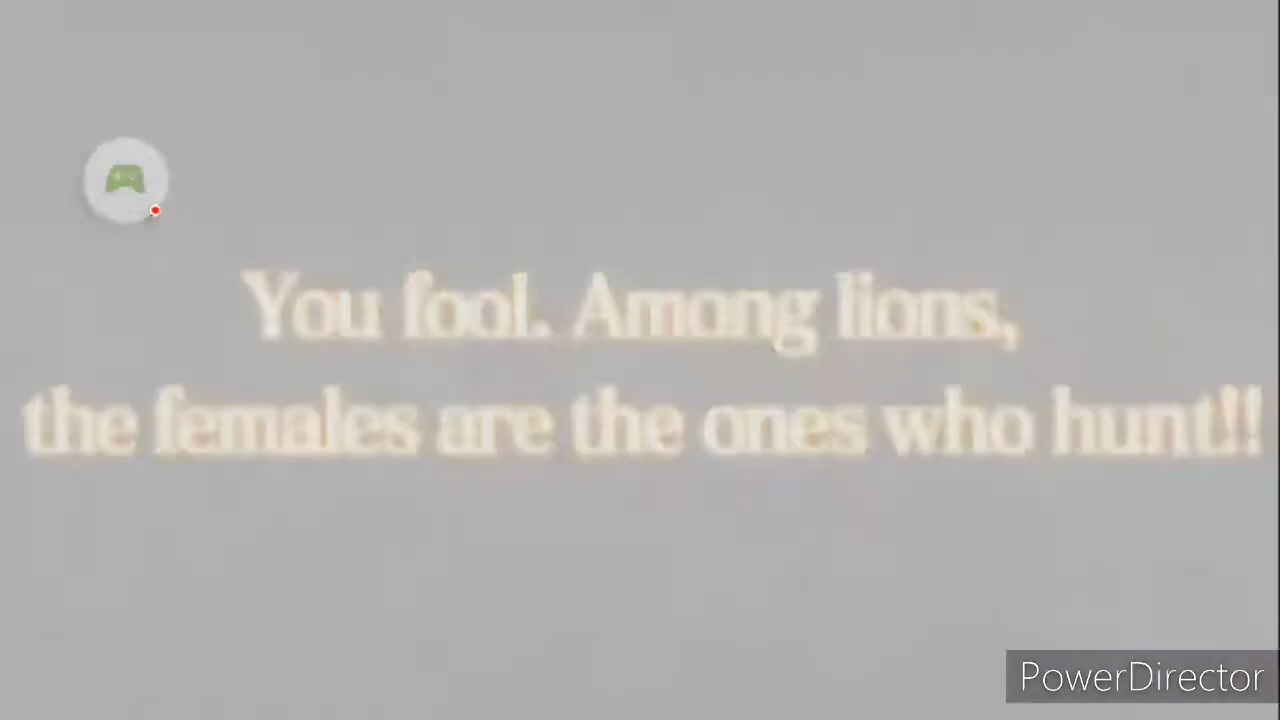 You fool. Among lions,
the females are the ones who hunt!!
PowerDirector